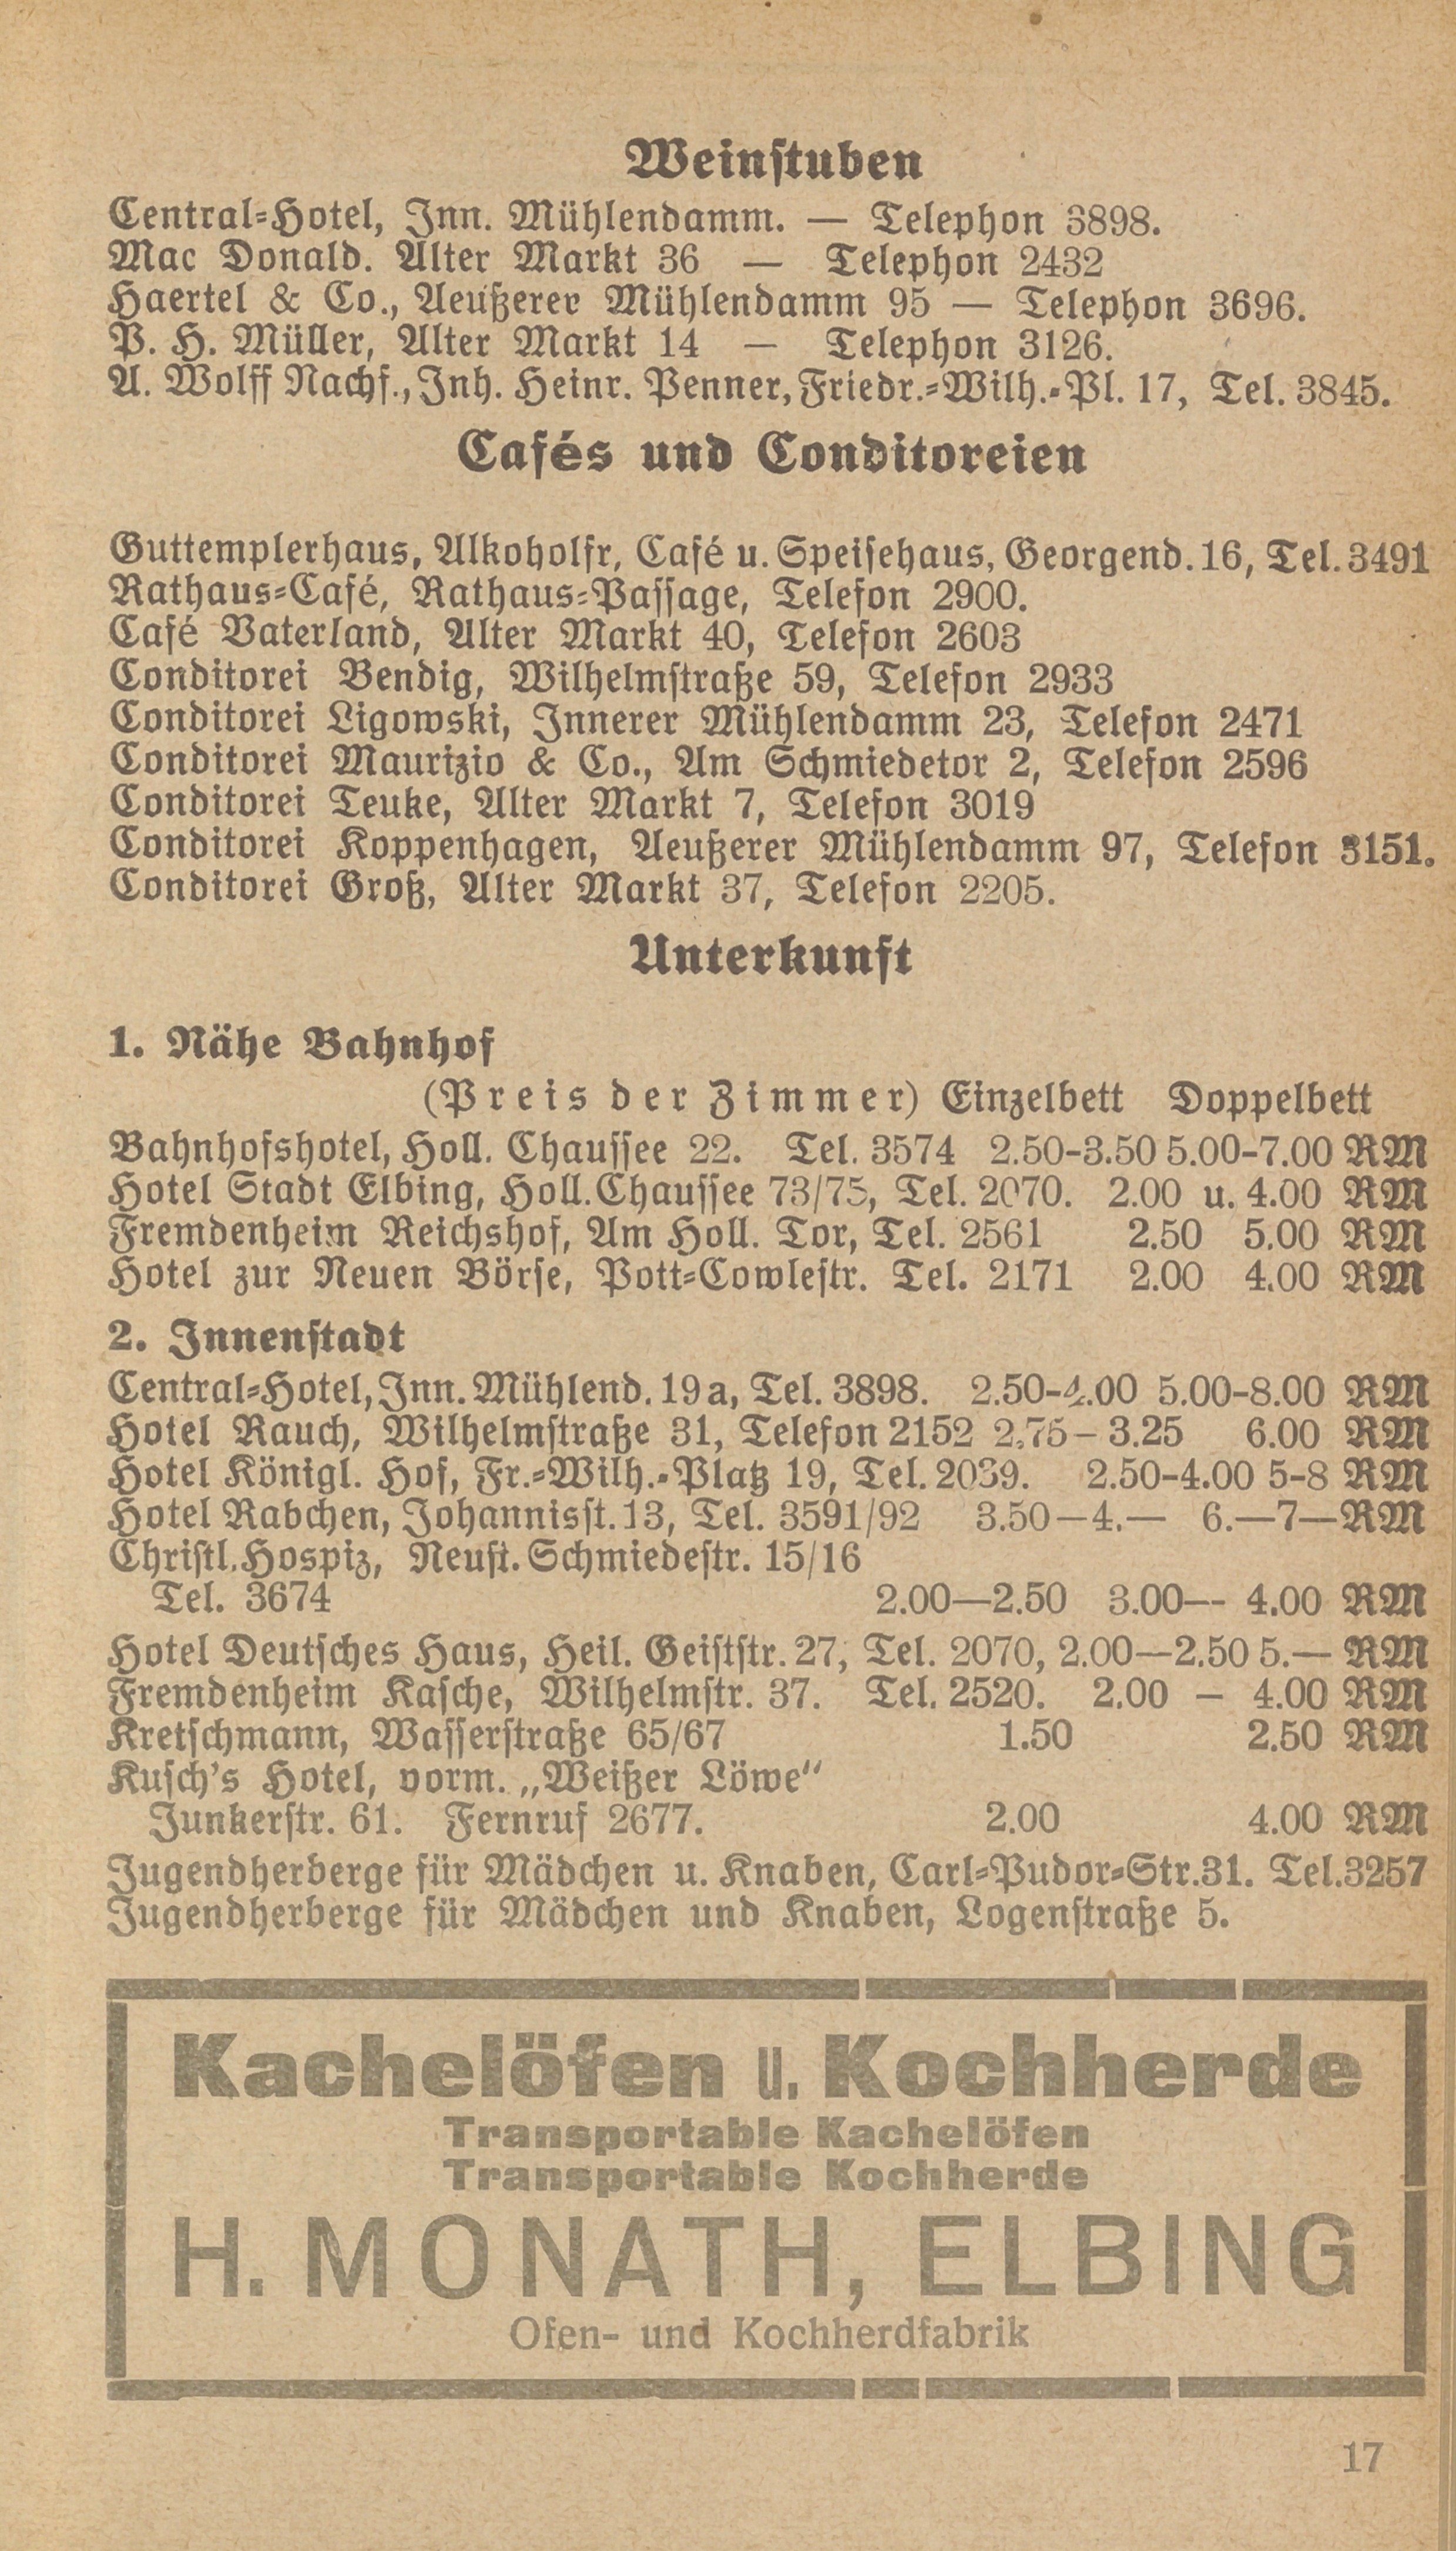 Weinstuben
Central-Hotel, Inn. Mühlendamm. — Telephon 3898.
Mac Donald. Alter Markt 36 — Telephon 2432
Haertel & Co., Aeußerer Mühlendamm 95 — Telephon 3696.
P. H. Müller, Alter Markt 14 — Telephon 3126.
A. Wolff Nachf., Inh. Heinr. Penner, Friedr.-Wilh.-Pl. 17, Tel. 3845.
Cafés und Conditoreien
Guttemplerhaus, Alkoholfr, Café u. Speisehaus, Georgend. 16, Tel. 3491
Rathaus-Café, Rathaus-Passage, Telefon 2900.
Café Vaterland, Alter Markt 40, Telefon 2603
Conditorei Bendig, Wilhelmstraße 59, Telefon 2933
Conditorei Ligowski, Innerer Mühlendamm 23, Telefon 2471
Conditorei Maurizio & Co., Am Schmiedetor 2, Telefon 2596
Conditorei Teuke, Alter Markt 7, Telefon 3019
Conditorei Koppenhagen, Aeußerer Mühlendamm 97, Telefon 3151.
Conditorei Groß, Alter Markt 37, Telefon 2205.
Unterkunft
1. Nähe Bahnhof
(Preis der Zimmer) Einzelbett Doppelbett
Bahnhofshotel, Holl. Chaussee 22. Tel. 3574 2.50-3.50 5.00-7.00 RM
Hotel Stadt Elbing, Holl. Chaussee 73/75, Tel. 2070. 2.00 u. 4.00 RM
Fremdenheim Reichshof, Am Holl. Tor, Tel. 2561 2.50 5.00 RM
Hotel zur Neuen Börse, Pott-Cowlestr. Tel. 2171 2.00 4.00 RM
2. Innenstadt
Central-Hotel, Inn. Mühlend. 19a, Tel. 3898. 2.50-4.00 5.00-8.00 RM
Hotel Rauch, Wilhelmstraße 31, Telefon 2152 2.75 – 3.25 6.00 RM
Hotel Königl. Hof, Fr.-Wilh.-Platz 19, Tel. 2039. 2.50-4.00 5-8 RM
Hotel Rabchen, Johannisst. 13, Tel. 3591/92 3.50—4.— 6.—7—RM
Christl. Hospiz, Neust. Schmiedestr. 15/16
Tel. 3674 2.00—2.50 3.00— 4.00 RM
Hotel Deutsches Haus, Heil. Geiststr. 27, Tel. 2070, 2.00—2.50 5.— RM
Fremdenheim Kasche, Wilhelmstr. 37. Tel. 2520. 2.00 – 4.00 RM
Kretschmann, Wasserstraße 65/67 1.50 2.50 RM
Kusch's Hotel, vorm. „Weißer Löwe“
Junkerstr. 61. Fernruf 2677. 2.00 4.00 RM
Jugendherberge für Mädchen u. Knaben, Carl-Pudor-Str. 31. Tel. 3257
Jugendherberge für Mädchen und Knaben, Logenstraße 5.
Kachelöfen u. Kochherde
Transportable Kachelöfen
Transportable Kochherde
H. MONATH, ELBING
Ofen- und Kochherdfabrik
17